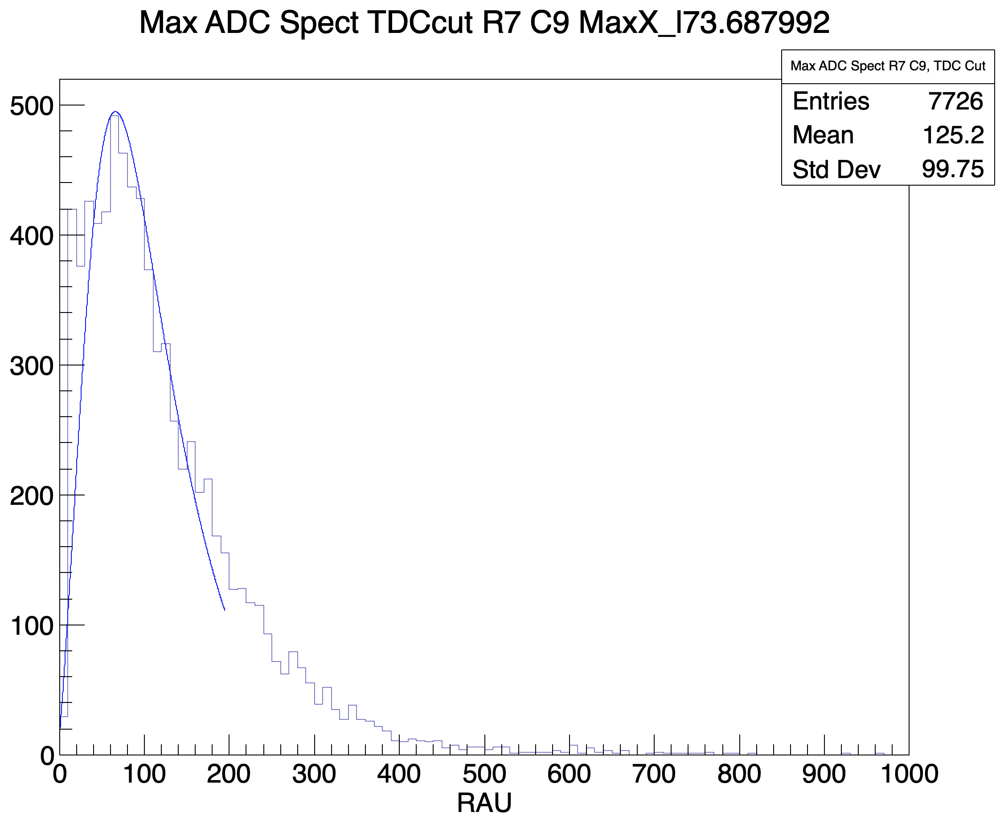 Max ADC Spect TDCcut R7 C9 MaxX_I73.687992
Max ADC Spect R7 C9, TDC Cut
Entries 7726
Mean 125.2
Std Dev 99.75
500
400
300
200
100
0
0 100 200 300 400 500 600 700 800 900 1000
RAU